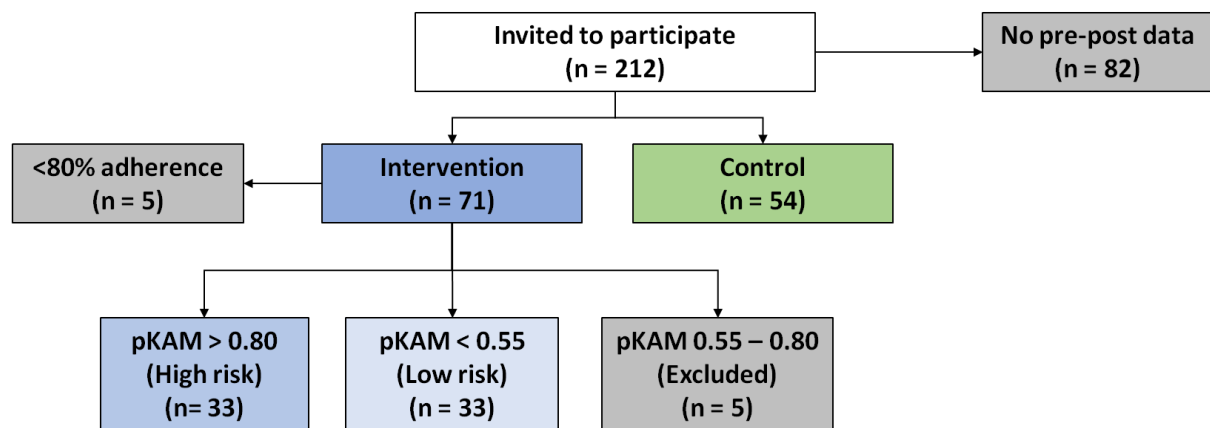 Invited to participate
(n = 212)
No pre-post data
(n = 82)
<80% adherence
(n = 5)
Intervention
(n = 71)
Control
(n = 54)
pKAM > 0.80
(High risk)
(n= 33)
pKAM < 0.55
(Low risk)
(n = 33)
pKAM 0.55 – 0.80
(Excluded)
(n = 5)